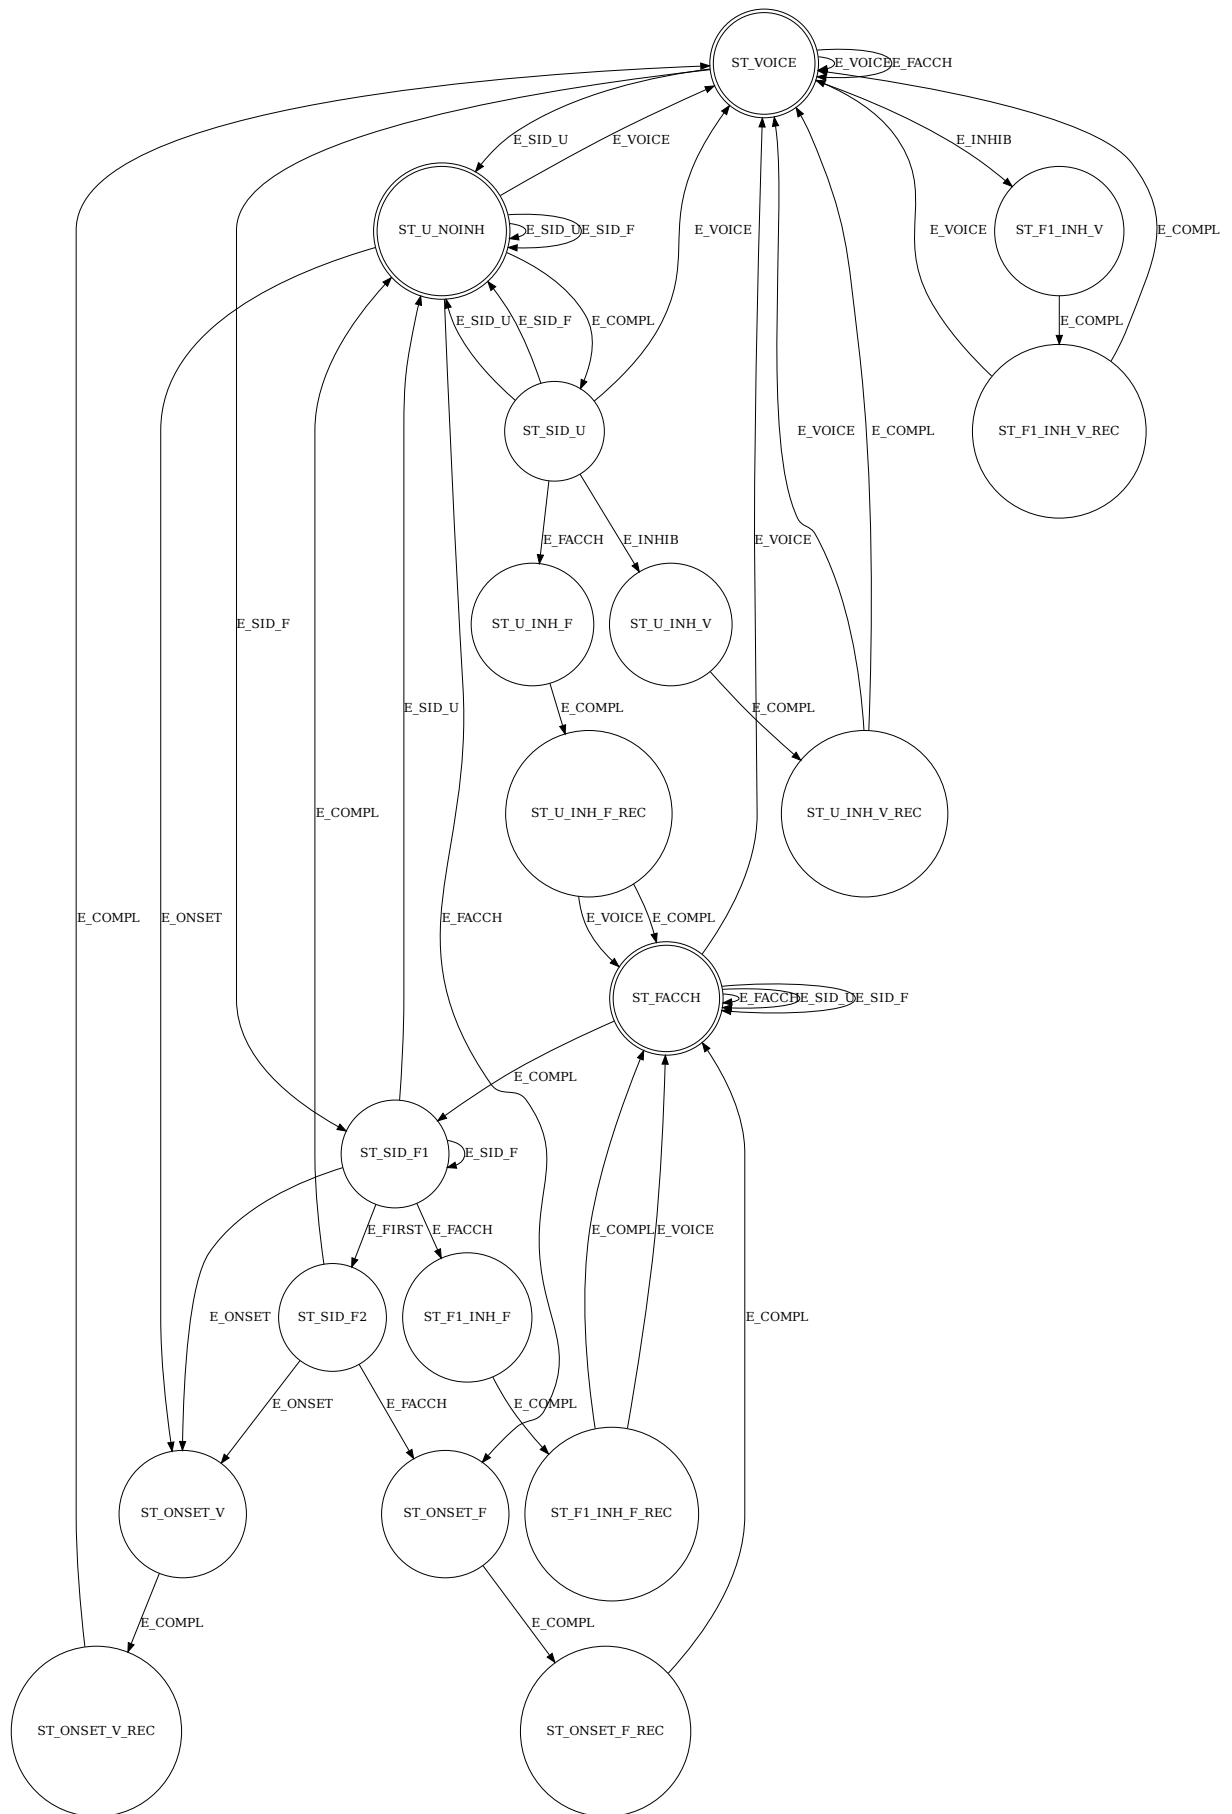 ST_VOICE
E_VOICE
E_FACCH
E_SID_U
E_VOICE
E_INHIB
ST_U_NOINH
E_SID_U
E_SID_F
E_VOICE
E_VOICE
ST_F1_INH_V
E_COMPL
E_SID_U
E_SID_F
E_COMPL
E_COMPL
ST_SID_U
E_VOICE
E_COMPL
ST_F1_INH_V_REC
E_FACCH
E_INHIB
E_VOICE
E_SID_F
ST_U_INH_F
ST_U_INH_V
E_SID_U
E_COMPL
E_COMPL
E_COMPL
ST_U_INH_F_REC
ST_U_INH_V_REC
E_COMPL
E_ONSET
E_FACCH
E_VOICE
E_COMPL
ST_FACCH
E_FACCH
E_SID_U
E_SID_F
E_COMPL
ST_SID_F1
E_SID_F
E_FIRST
E_FACCH
E_COMPL
E_VOICE
E_ONSET
ST_SID_F2
ST_F1_INH_F
E_COMPL
E_ONSET
E_FACCH
E_COMPL
ST_ONSET_V
ST_ONSET_F
ST_F1_INH_F_REC
E_COMPL
E_COMPL
ST_ONSET_V_REC
ST_ONSET_F_REC